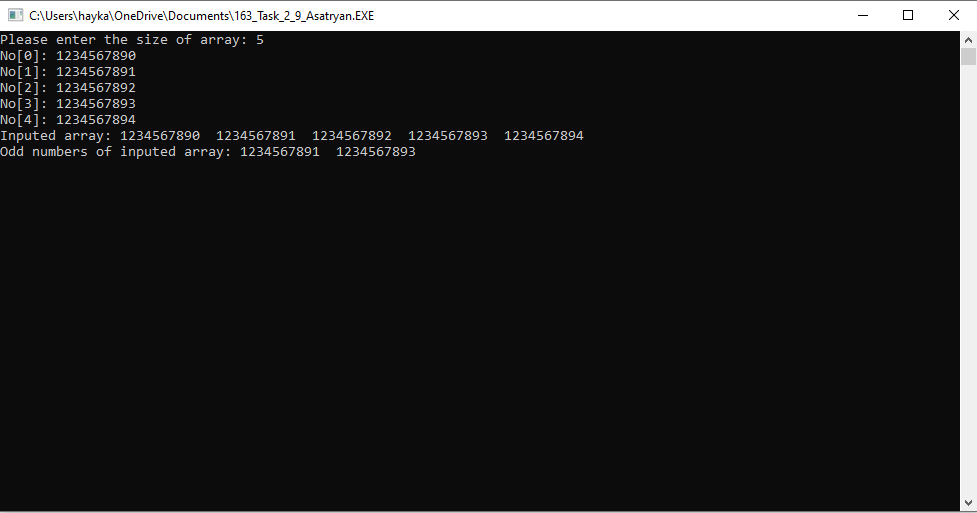 C:\Users\hayka\OneDrive\Documents\163_Task_2_9_Asatryan.EXE
Please enter the size of array: 5
No[0]: 1234567890
No[1]: 1234567891
No[2]: 1234567892
No[3]: 1234567893
No[4]: 1234567894
Inputed array: 1234567890  1234567891  1234567892  1234567893  1234567894
Odd numbers of inputed array: 1234567891  1234567893